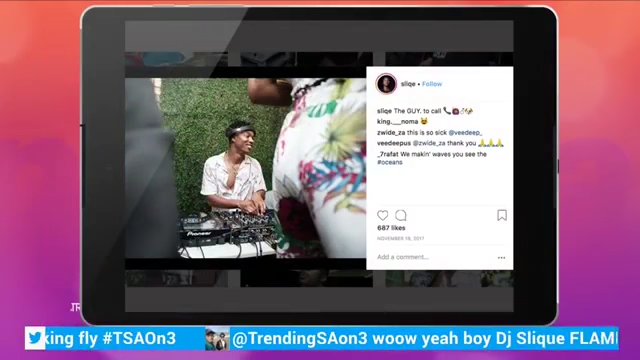 sliqe • Follow
sliqe The GUY. to call 📞
king.__noma 😻
zwide_za this is so sick @veedeep_
veedeepus @zwide_za thank you 🙏🙏🙏
_7rafat We makin' waves you see the
#oceans
687 likes
NOVEMBER 18, 2017
Add a comment...
Pioneer
king fly #TSAOn3
@TrendingSAon3 woow yeah boy Dj Slique FLAM